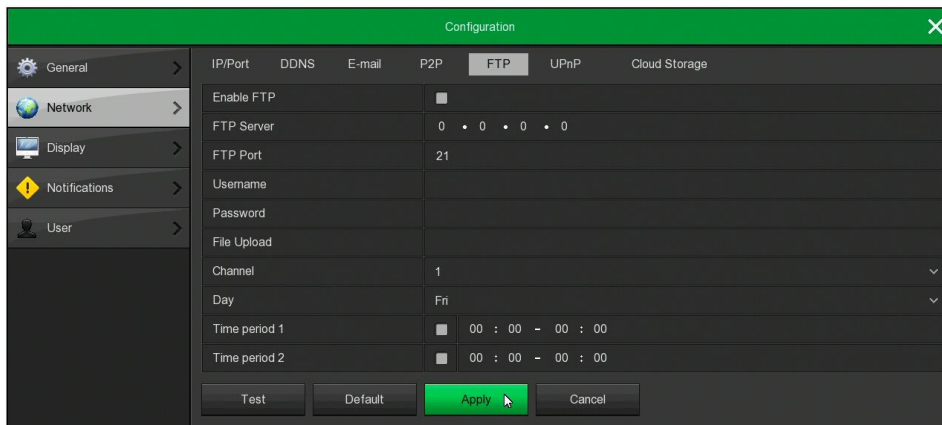 Configuration
General
Network
Display
Notifications
User
IP/Port DDNS E-mail P2P FTP UPnP Cloud Storage
Enable FTP
FTP Server 0 • 0 • 0 • 0
FTP Port 21
Username
Password
File Upload
Channel 1
Day Fri
Time period 1 00 : 00 - 00 : 00
Time period 2 00 : 00 - 00 : 00
Test Default Apply Cancel